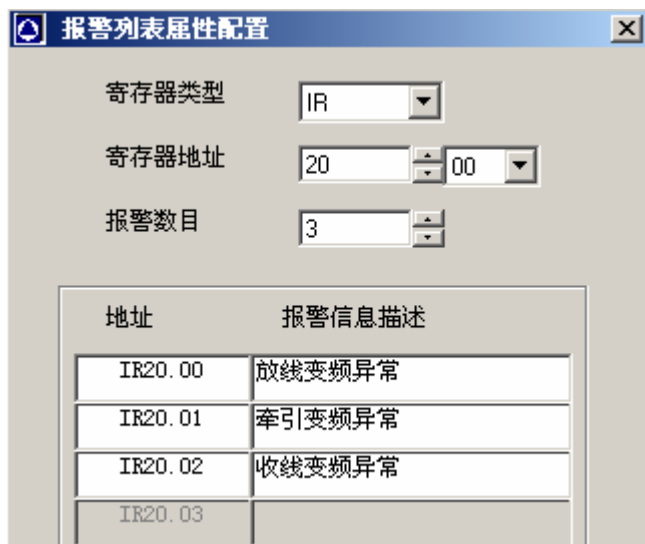 报警列表属性配置
寄存器类型 IR
寄存器地址 20 00
报警数目 3
地址 报警信息描述
IR20.00 放线变频异常
IR20.01 牵引变频异常
IR20.02 收线变频异常
IR20.03